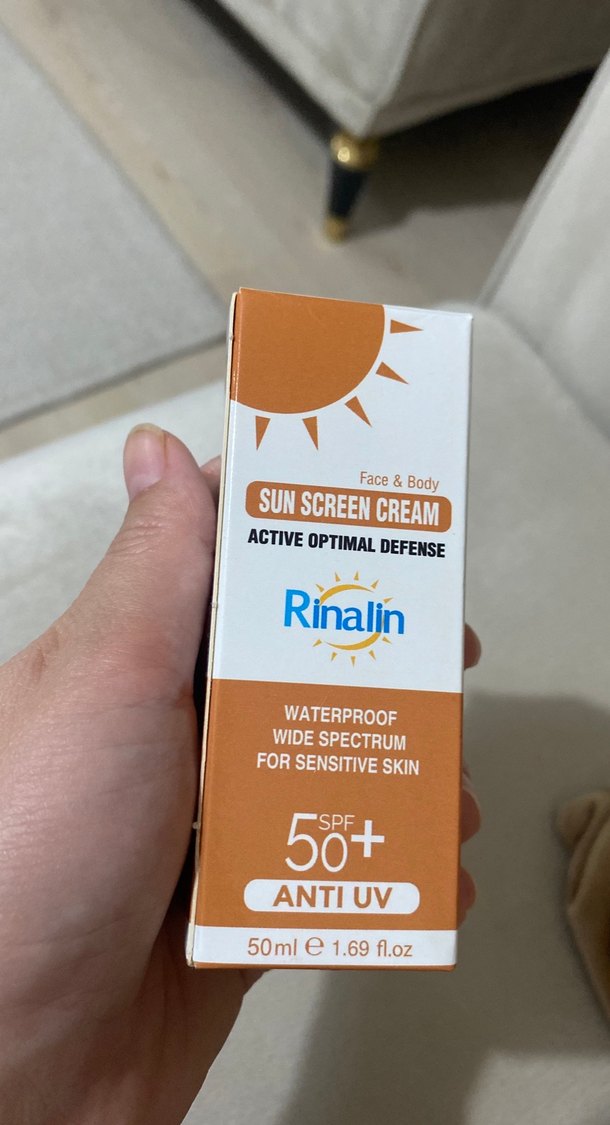 Face & Body
SUN SCREEN CREAM
ACTIVE OPTIMAL DEFENSE
Rinalin
WATERPROOF
WIDE SPECTRUM
FOR SENSITIVE SKIN
SPF
50+
ANTI UV
50ml ℮ 1.69 fl.oz